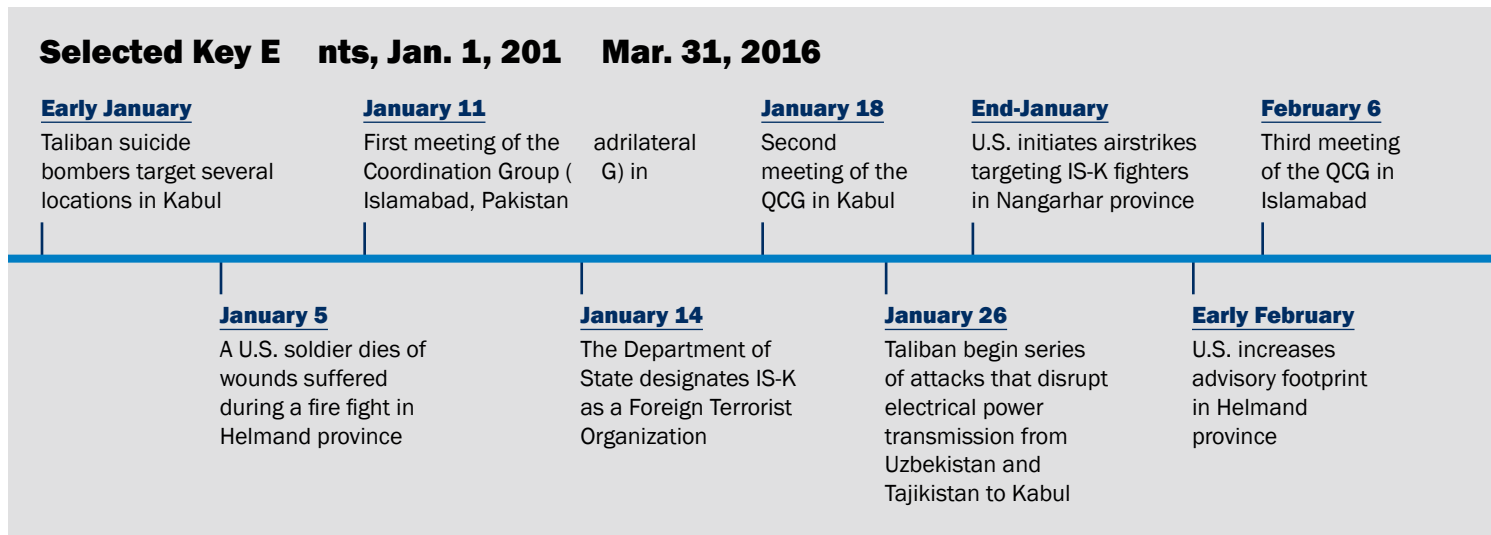 Selected Key E nts, Jan. 1, 201 Mar. 31, 2016
Early January
Taliban suicide
bombers target several
locations in Kabul
January 11
First meeting of the adrilateral
Coordination Group ( G) in
Islamabad, Pakistan
January 18
Second
meeting of the
QCG in Kabul
End-January
U.S. initiates airstrikes
targeting IS-K fighters
in Nangarhar province
February 6
Third meeting
of the QCG in
Islamabad
January 5
A U.S. soldier dies of
wounds suffered
during a fire fight in
Helmand province
January 14
The Department of
State designates IS-K
as a Foreign Terrorist
Organization
January 26
Taliban begin series
of attacks that disrupt
electrical power
transmission from
Uzbekistan and
Tajikistan to Kabul
Early February
U.S. increases
advisory footprint
in Helmand
province